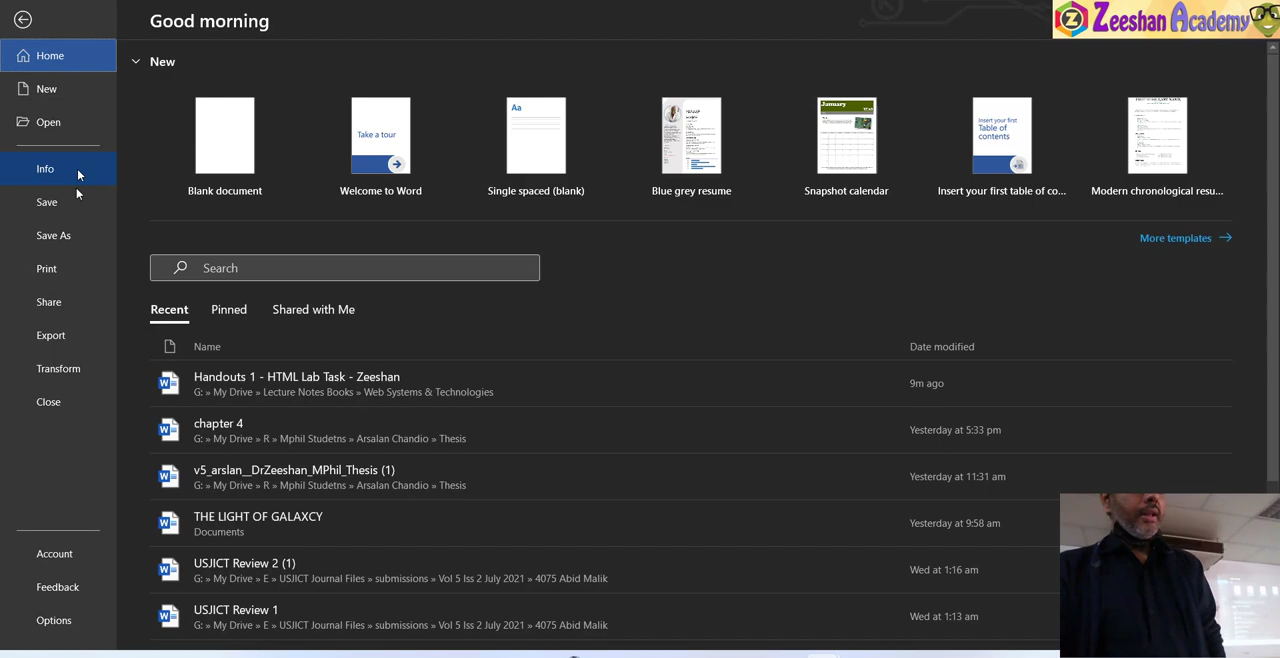 Good morning
Zeeshan Academy
Home
New
Open
Info
Save
Save As
Print
Share
Export
Transform
Close
Account
Feedback
Options
New
Aa
Take a tour
January
Insert your first
Table of
contents
Blank document
Welcome to Word
Single spaced (blank)
Blue grey resume
Snapshot calendar
Insert your first table of co...
Modern chronological resu...
More templates
Search
Recent
Pinned
Shared with Me
Name
Date modified
Handouts 1 - HTML Lab Task - Zeeshan
G: » My Drive » Lecture Notes Books » Web Systems & Technologies
9m ago
chapter 4
G: » My Drive » R » Mphil Studetns » Arsalan Chandio » Thesis
Yesterday at 5:33 pm
v5_arslan__DrZeeshan_MPhil_Thesis (1)
G: » My Drive » R » Mphil Studetns » Arsalan Chandio » Thesis
Yesterday at 11:31 am
THE LIGHT OF GALAXCY
Documents
Yesterday at 9:58 am
USJICT Review 2 (1)
G: » My Drive » E » USJICT Journal Files » submissions » Vol 5 Iss 2 July 2021 » 4075 Abid Malik
Wed at 1:16 am
USJICT Review 1
G: » My Drive » E » USJICT Journal Files » submissions » Vol 5 Iss 2 July 2021 » 4075 Abid Malik
Wed at 1:13 am